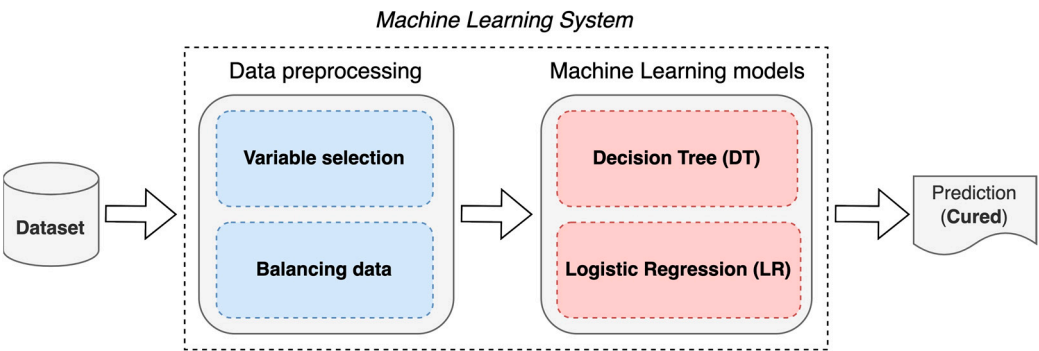 Machine Learning System
Data preprocessing
Machine Learning models
Variable selection
Decision Tree (DT)
Dataset
Prediction
(Cured)
Balancing data
Logistic Regression (LR)